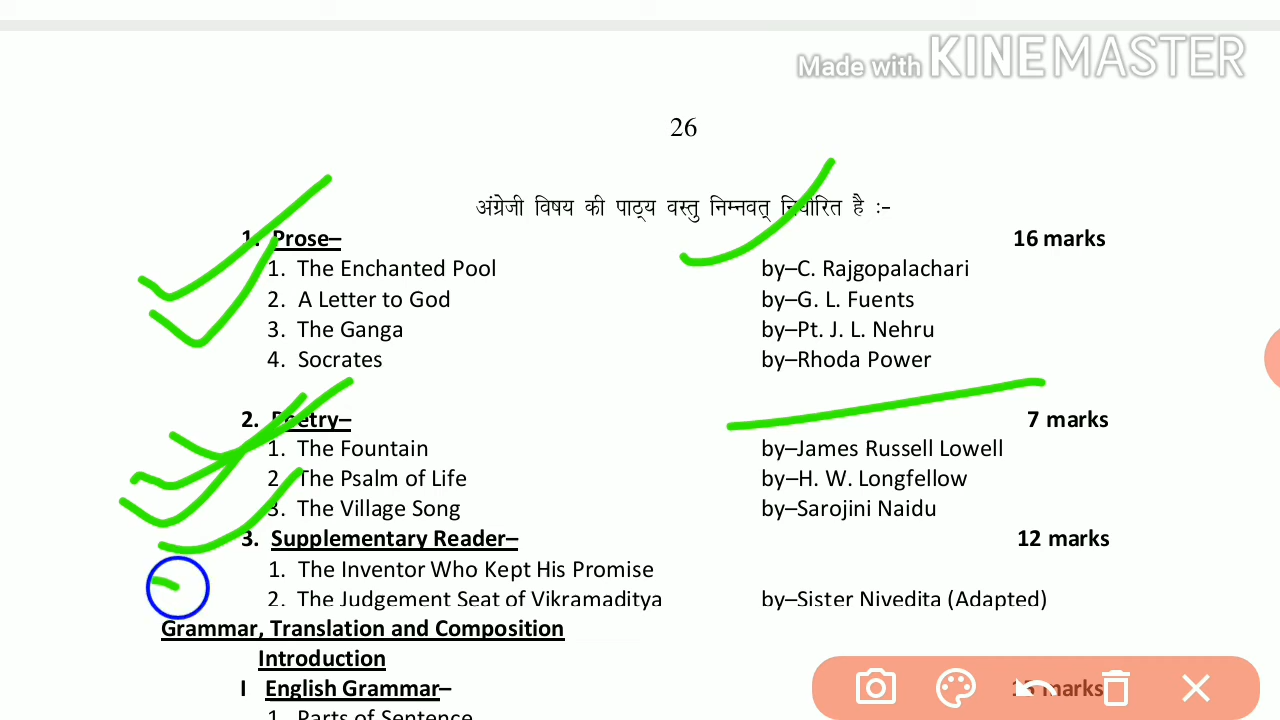 Made with KINEMASTER
26
अंग्रेजी विषय की पाठ्य वस्तु निम्नवत् निर्धारित है :-
1. Prose– 16 marks
1. The Enchanted Pool by–C. Rajgopalachari
2. A Letter to God by–G. L. Fuents
3. The Ganga by–Pt. J. L. Nehru
4. Socrates by–Rhoda Power
2. Poetry– 7 marks
1. The Fountain by–James Russell Lowell
2. The Psalm of Life by–H. W. Longfellow
3. The Village Song by–Sarojini Naidu
3. Supplementary Reader– 12 marks
1. The Inventor Who Kept His Promise
2. The Judgement Seat of Vikramaditya by–Sister Nivedita (Adapted)
Grammar, Translation and Composition
Introduction
I English Grammar– 15 marks
1. Parts of Sentence